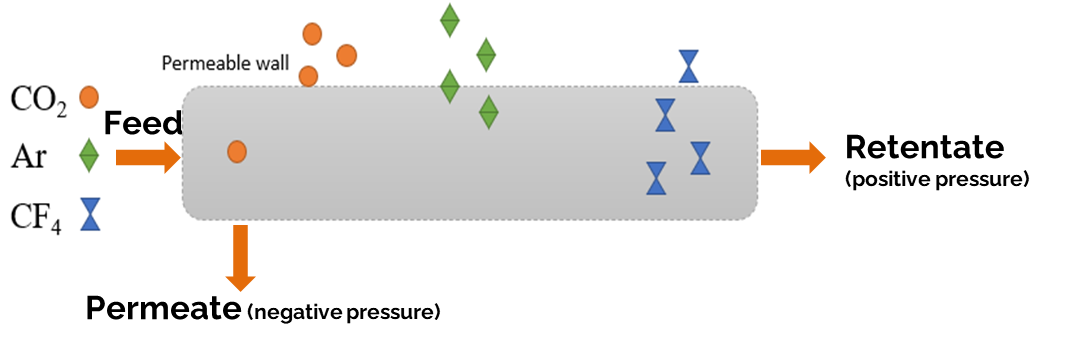 Permeable wall
CO₂
Feed
Ar
CF₄
Retentate
(positive pressure)
Permeate (negative pressure)